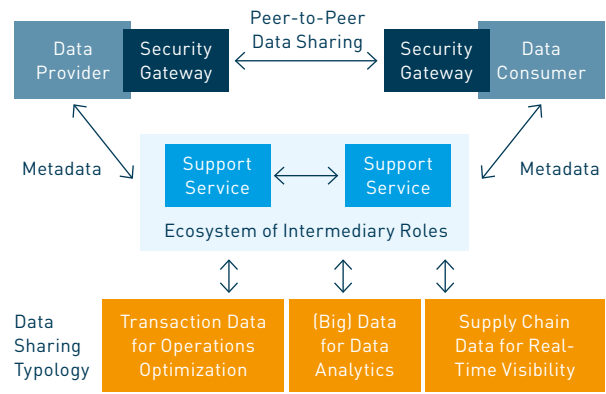 Peer-to-Peer
Data Sharing
Data
Provider
Security
Gateway
Security
Gateway
Data
Consumer
Metadata
Support
Service
Support
Service
Metadata
Ecosystem of Intermediary Roles
Data
Sharing
Typology
Transaction Data
for Operations
Optimization
(Big) Data
for Data
Analytics
Supply Chain
Data for Real-
Time Visibility